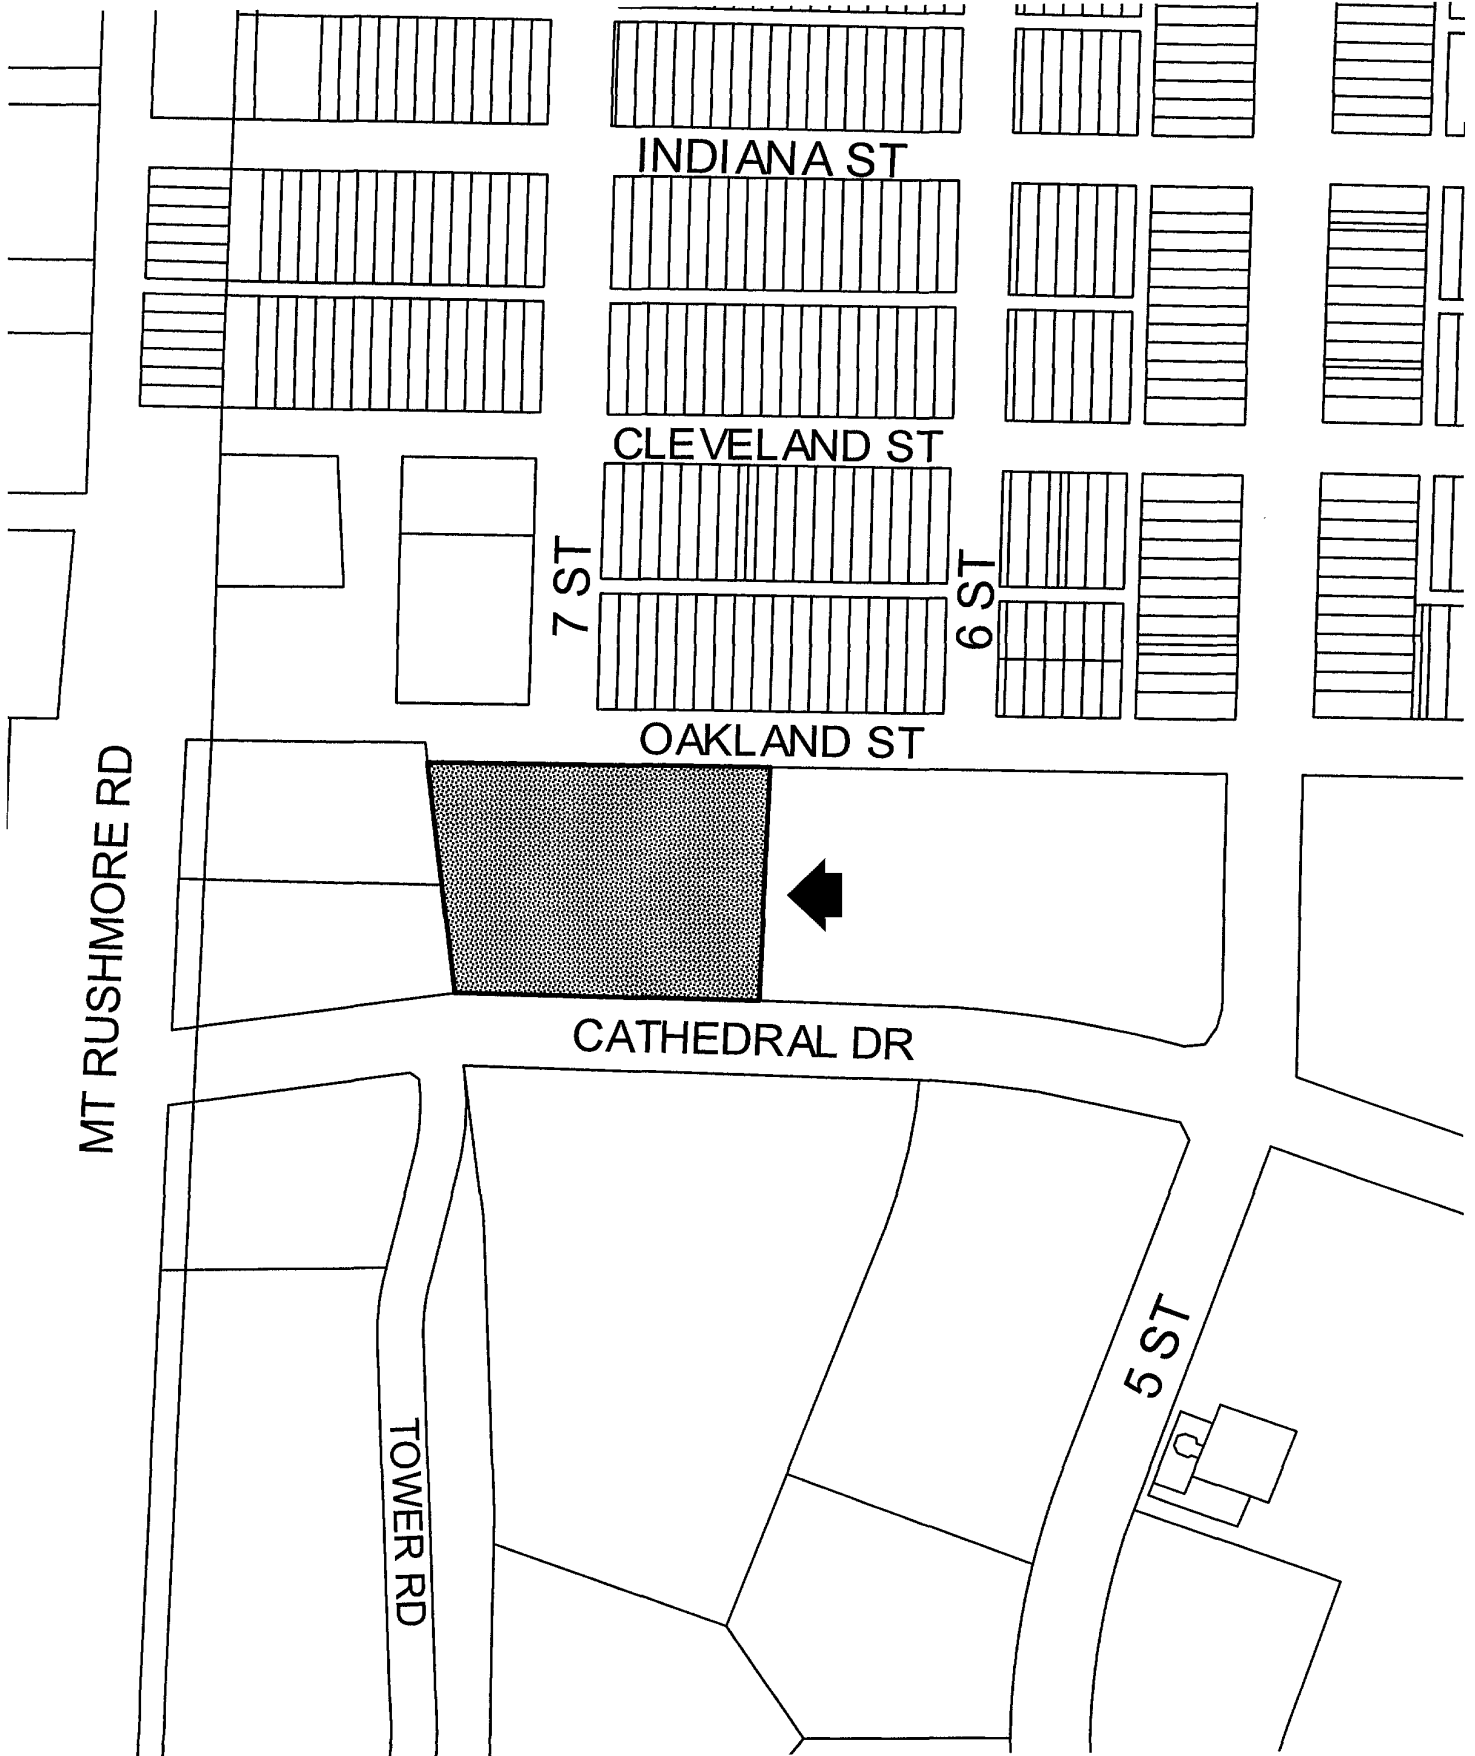 INDIANA ST
CLEVELAND ST
7 ST
6 ST
OAKLAND ST
MT RUSHMORE RD
CATHEDRAL DR
5 ST
TOWER RD